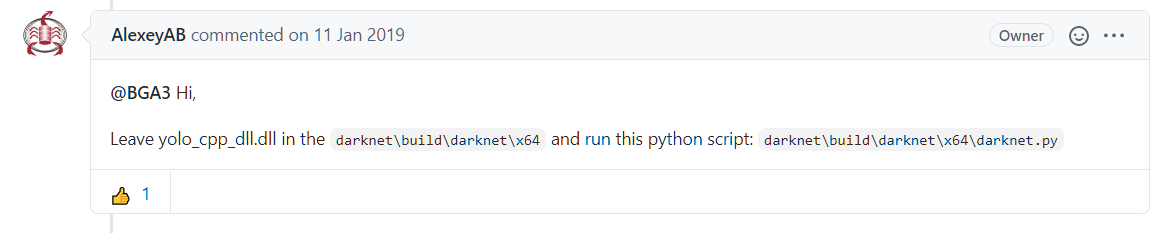 AlexeyAB commented on 11 Jan 2019 Owner
@BGA3 Hi,
Leave yolo_cpp_dll.dll in the darknet\build\darknet\x64 and run this python script: darknet\build\darknet\x64\darknet.py
1